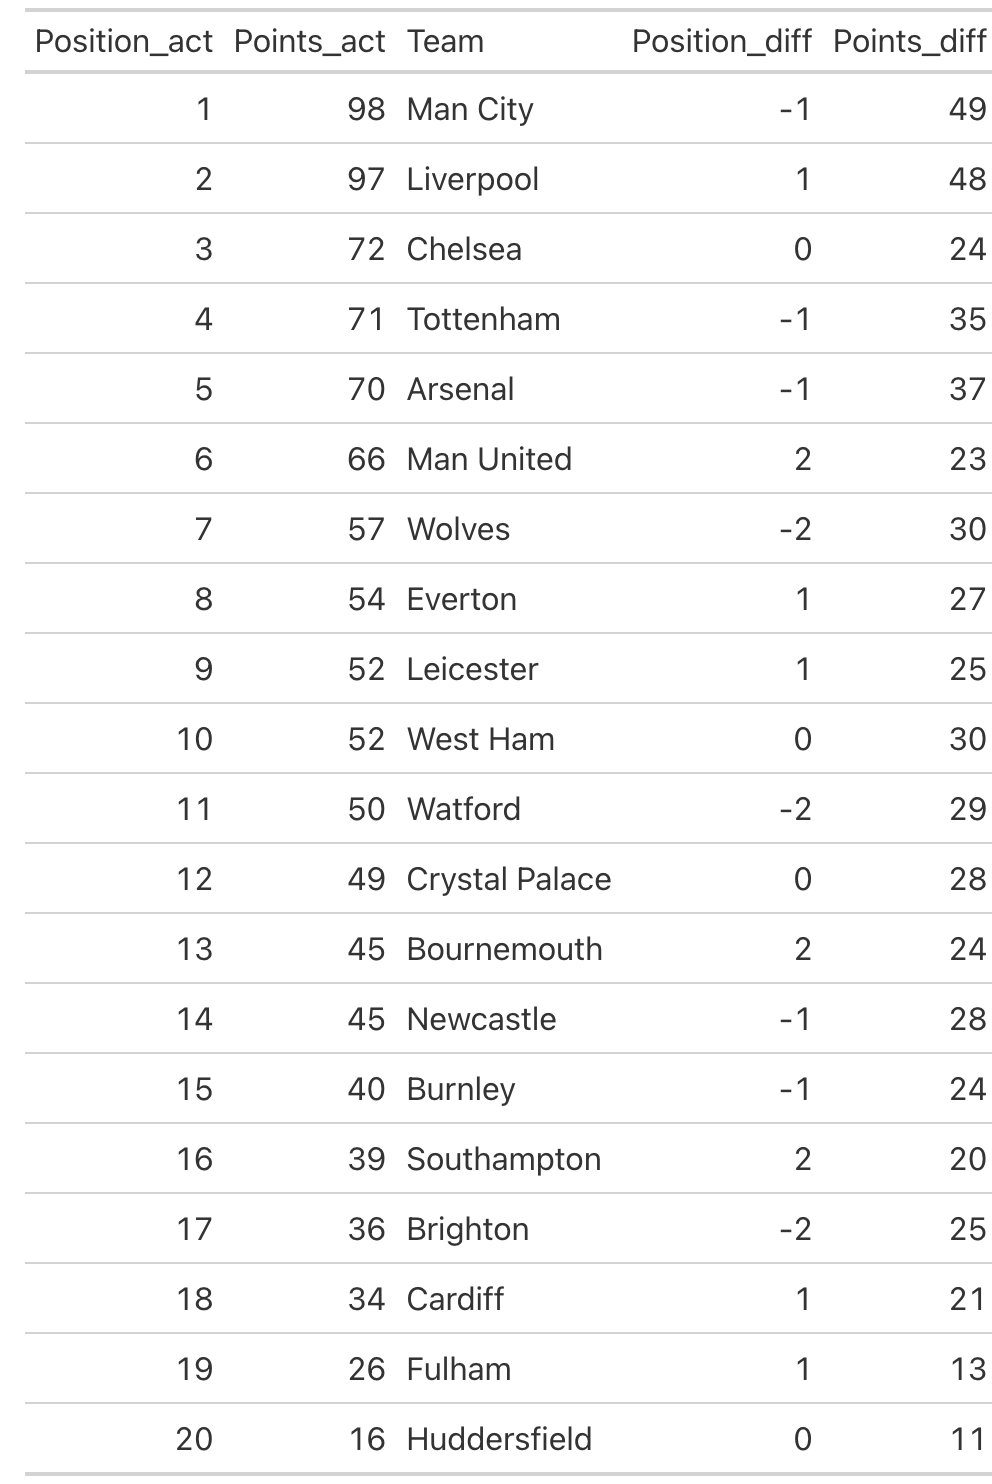 Position_act Points_act Team Position_diff Points_diff
1 98 Man City -1 49
2 97 Liverpool 1 48
3 72 Chelsea 0 24
4 71 Tottenham -1 35
5 70 Arsenal -1 37
6 66 Man United 2 23
7 57 Wolves -2 30
8 54 Everton 1 27
9 52 Leicester 1 25
10 52 West Ham 0 30
11 50 Watford -2 29
12 49 Crystal Palace 0 28
13 45 Bournemouth 2 24
14 45 Newcastle -1 28
15 40 Burnley -1 24
16 39 Southampton 2 20
17 36 Brighton -2 25
18 34 Cardiff 1 21
19 26 Fulham 1 13
20 16 Huddersfield 0 11